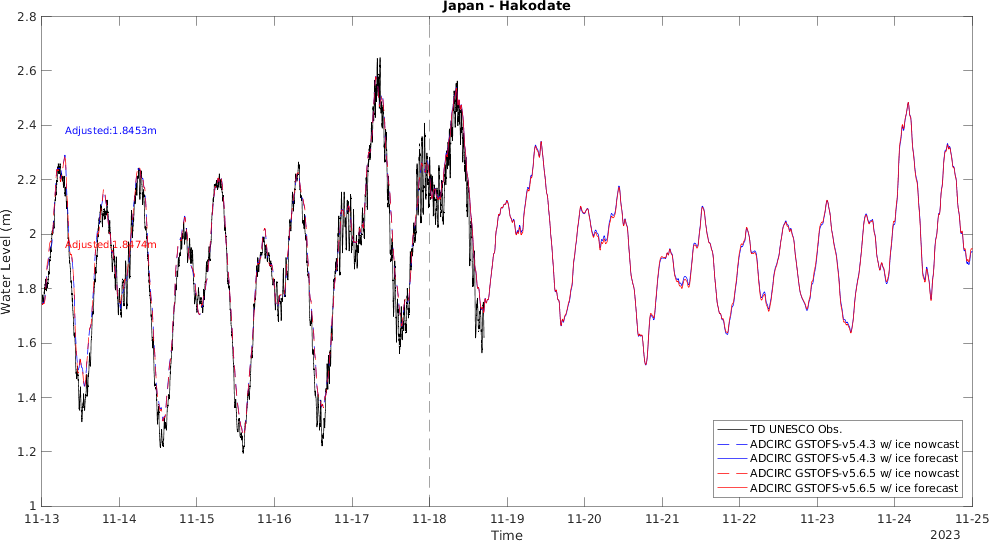 Japan - Hakodate
2.8
2.6
2.4
2.2
2
1.8
1.6
1.4
1.2
1
Water Level (m)
Adjusted:1.8453m
Adjusted:1.8474m
TD UNESCO Obs.
ADCIRC GSTOFS-v5.4.3 w/ ice nowcast
ADCIRC GSTOFS-v5.4.3 w/ ice forecast
ADCIRC GSTOFS-v5.6.5 w/ ice nowcast
ADCIRC GSTOFS-v5.6.5 w/ ice forecast
11-13 11-14 11-15 11-16 11-17 11-18 11-19 11-20 11-21 11-22 11-23 11-24 11-25
Time
2023